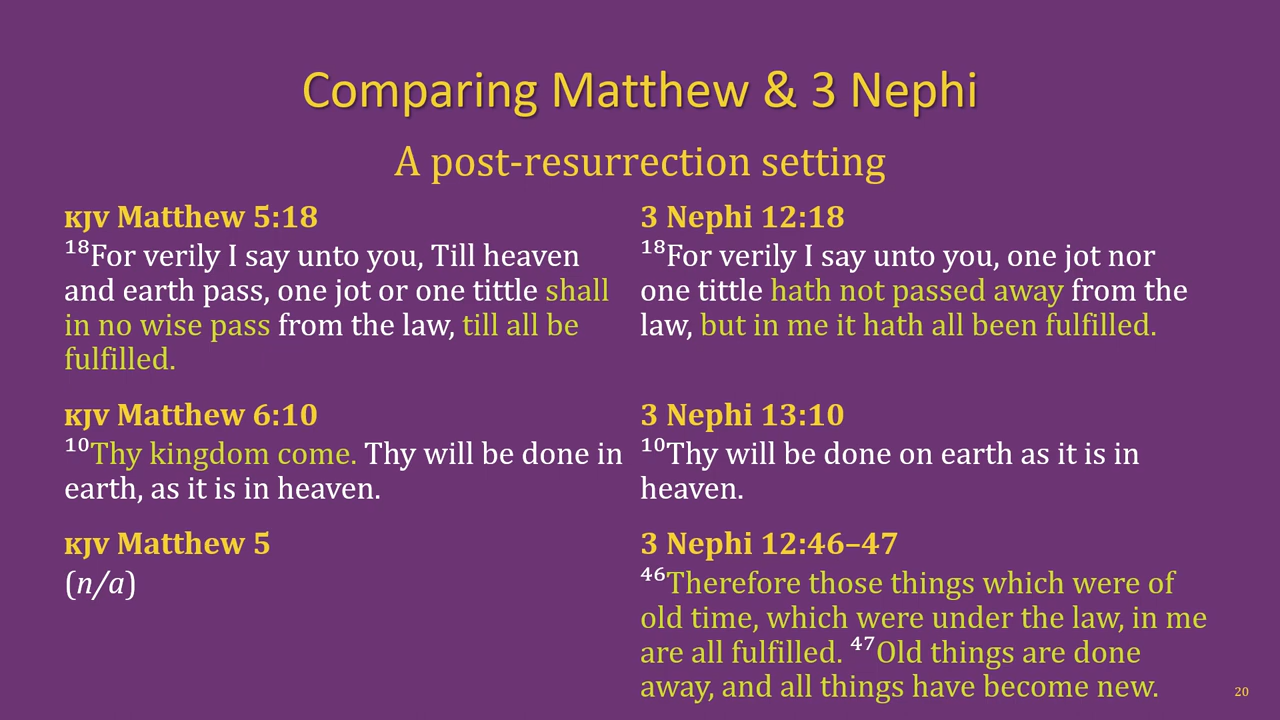 Comparing Matthew & 3 Nephi
A post-resurrection setting
KJV Matthew 5:18
¹⁸For verily I say unto you, Till heaven
and earth pass, one jot or one tittle shall
in no wise pass from the law, till all be
fulfilled.
3 Nephi 12:18
¹⁸For verily I say unto you, one jot nor
one tittle hath not passed away from the
law, but in me it hath all been fulfilled.
KJV Matthew 6:10
¹⁰Thy kingdom come. Thy will be done in
earth, as it is in heaven.
3 Nephi 13:10
¹⁰Thy will be done on earth as it is in
heaven.
KJV Matthew 5
(n/a)
3 Nephi 12:46–47
⁴⁶Therefore those things which were of
old time, which were under the law, in me
are all fulfilled. ⁴⁷Old things are done
away, and all things have become new.
20